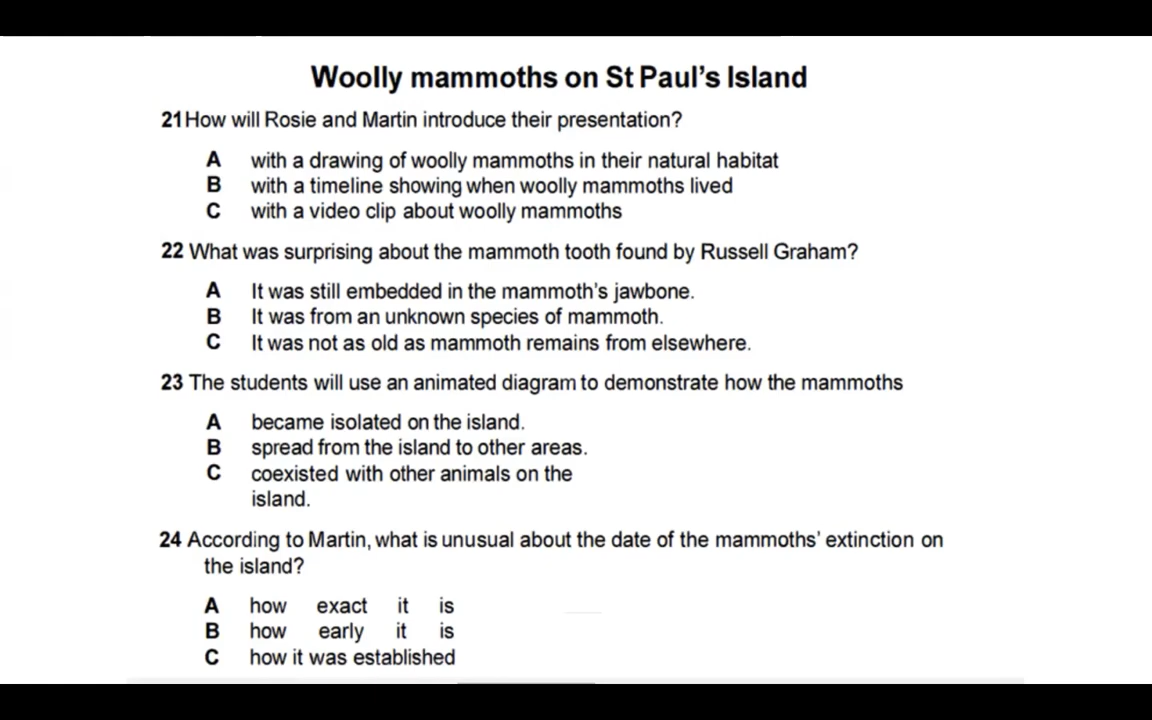 Woolly mammoths on St Paul's Island
21 How will Rosie and Martin introduce their presentation?
A with a drawing of woolly mammoths in their natural habitat
B with a timeline showing when woolly mammoths lived
C with a video clip about woolly mammoths
22 What was surprising about the mammoth tooth found by Russell Graham?
A It was still embedded in the mammoth's jawbone.
B It was from an unknown species of mammoth.
C It was not as old as mammoth remains from elsewhere.
23 The students will use an animated diagram to demonstrate how the mammoths
A became isolated on the island.
B spread from the island to other areas.
C coexisted with other animals on the
island.
24 According to Martin, what is unusual about the date of the mammoths' extinction on
the island?
A how exact it is
B how early it is
C how it was established